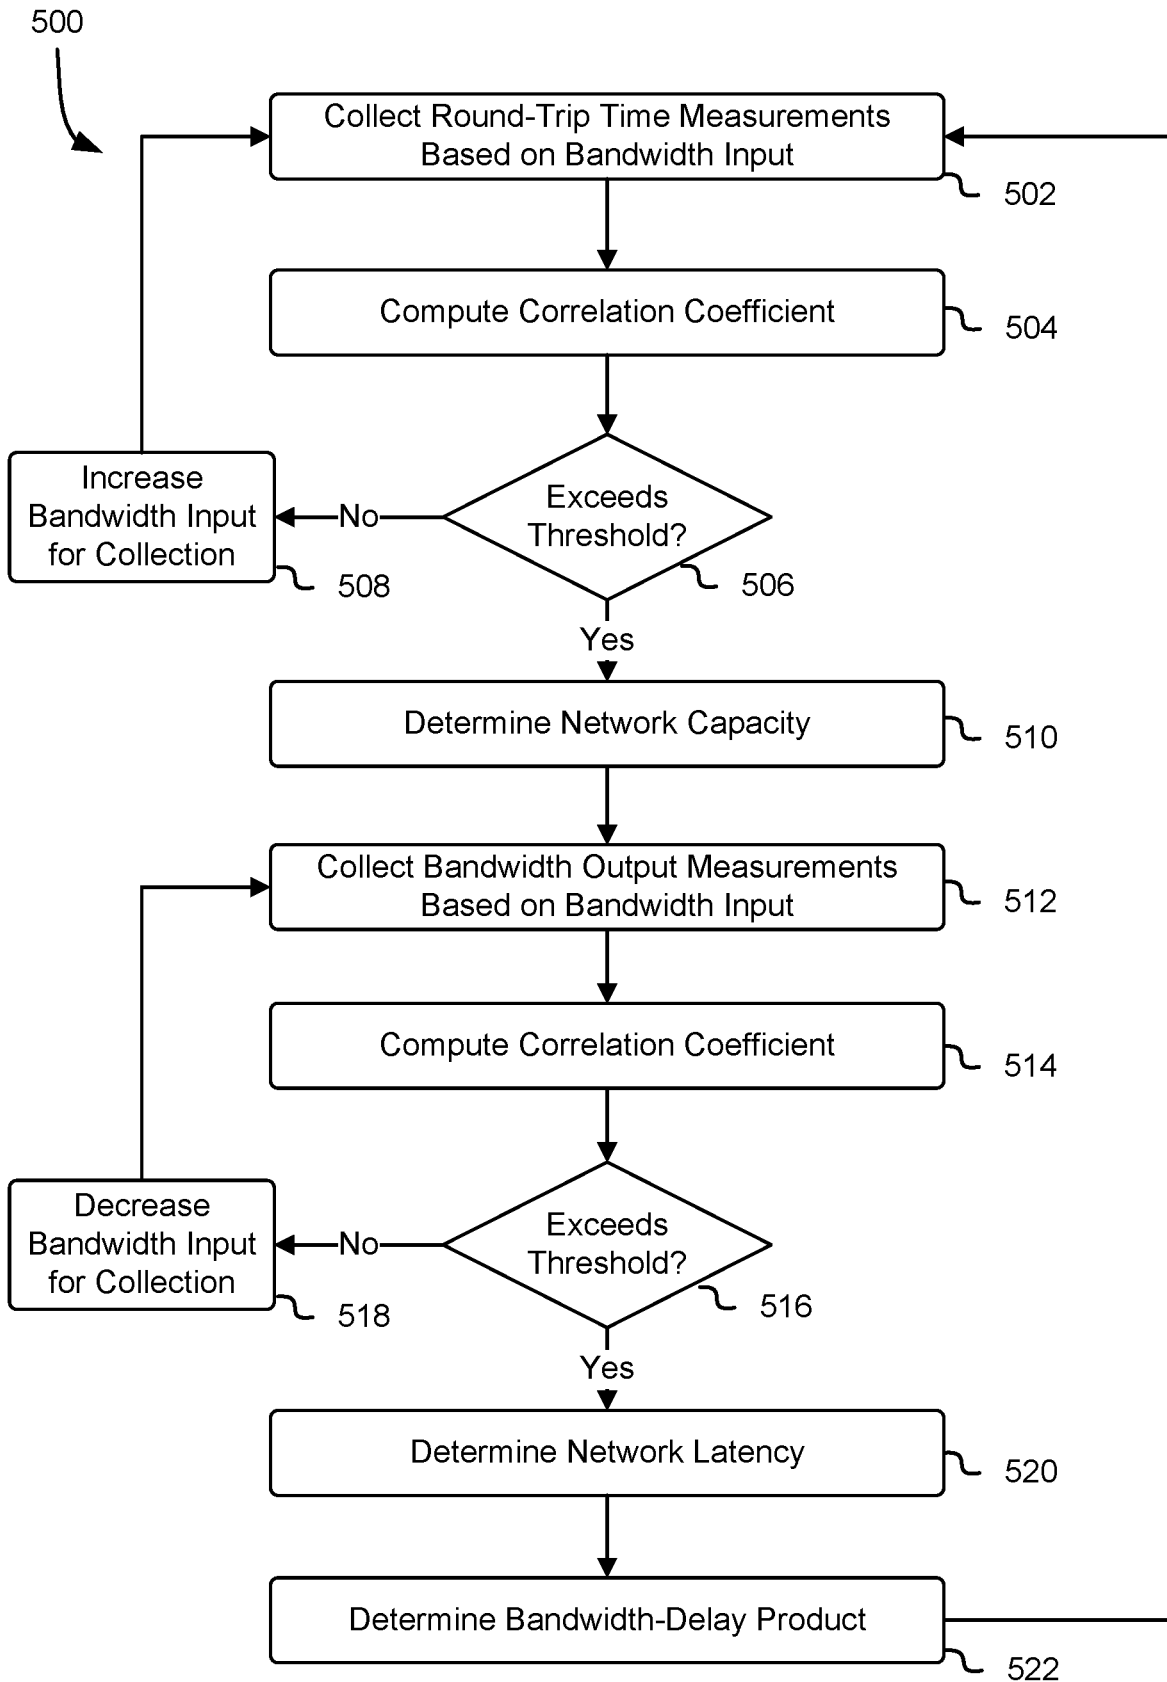 500
Collect Round-Trip Time Measurements
Based on Bandwidth Input
502
Compute Correlation Coefficient
504
Exceeds
Threshold?
506
No
Increase
Bandwidth Input
for Collection
508
Yes
Determine Network Capacity
510
Collect Bandwidth Output Measurements
Based on Bandwidth Input
512
Compute Correlation Coefficient
514
Exceeds
Threshold?
516
No
Decrease
Bandwidth Input
for Collection
518
Yes
Determine Network Latency
520
Determine Bandwidth-Delay Product
522